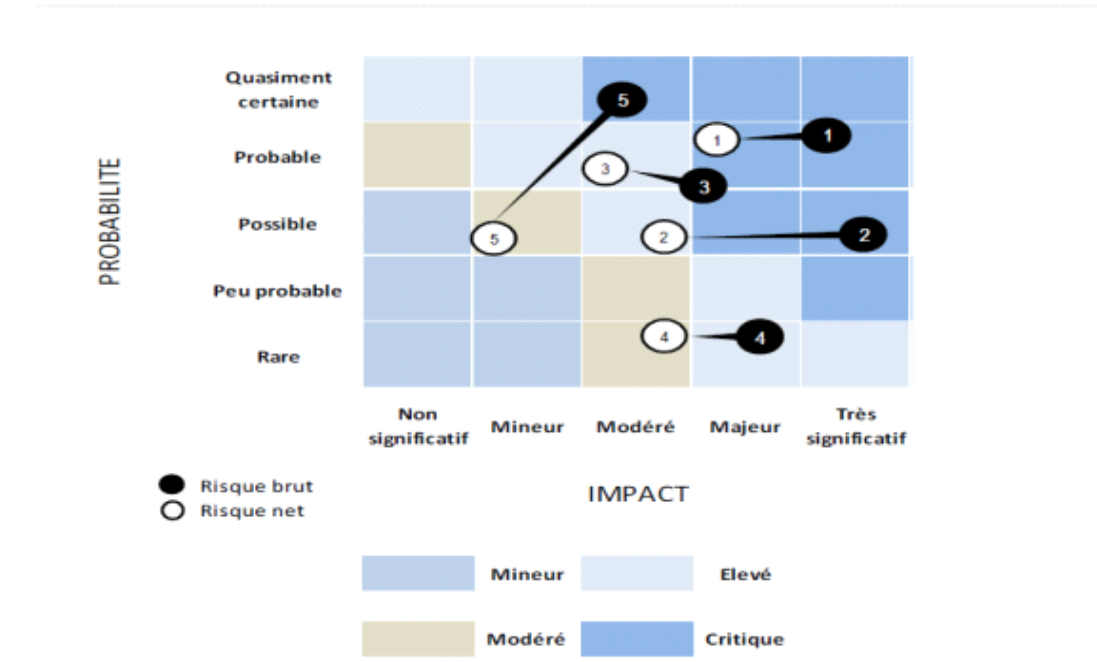 Quasiment
certaine
5
1
Probable
1
3
3
PROBABILITE
Possible
5
2
2
Peu probable
Rare
4
4
Non
significatif
Mineur
Modéré
Majeur
Très
significatif
Risque brut
Risque net
IMPACT
Mineur
Elevé
Modéré
Critique